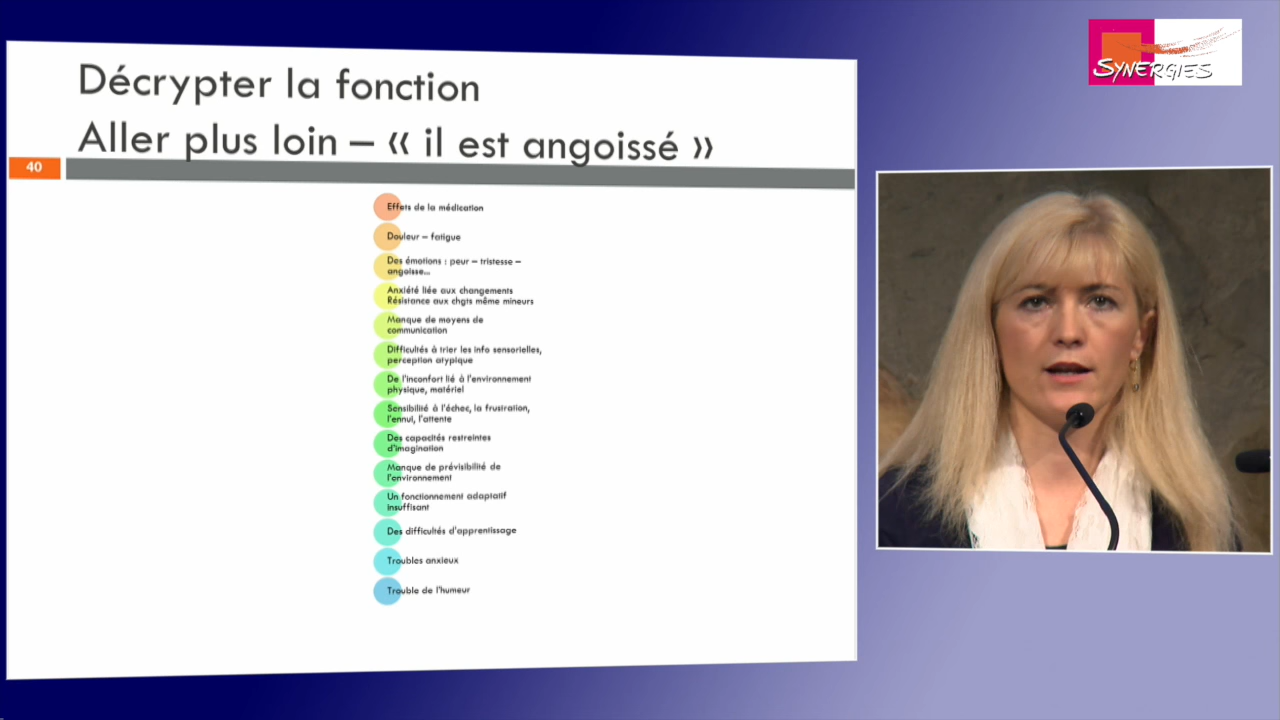 Décrypter la fonction
Aller plus loin – « il est angoissé »
40
Effets de la médication
Douleur – fatigue
Des émotions : peur – tristesse –
angoisse...
Anxiété liée aux changements
Résistance aux chgts même mineurs
Manque de moyens de
communication
Difficultés à trier les info sensorielles,
perception atypique
De l'inconfort lié à l'environnement
physique, matériel
Sensibilité à l'échec, la frustration,
l'ennui, l'attente
Des capacités restreintes
d'imagination
Manque de prévisibilité de
l'environnement
Un fonctionnement adaptatif
insuffisant
Des difficultés d'apprentissage
Troubles anxieux
Trouble de l'humeur
SYNERGIES